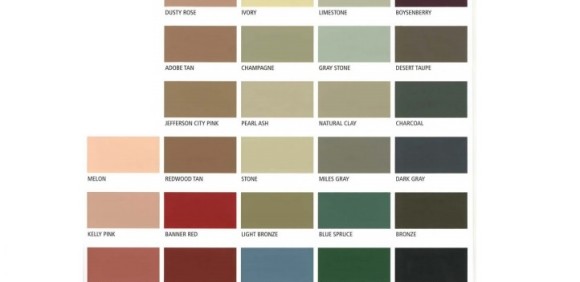 DUSTY ROSE IVORY LIMESTONE BOYSENBERRY
ADOBE TAN CHAMPAGNE GRAY STONE DESERT TAUPE
JEFFERSON CITY PINK PEARL ASH NATURAL CLAY CHARCOAL
MELON REDWOOD TAN STONE MILES GRAY DARK GRAY
KELLY PINK BANNER RED LIGHT BRONZE BLUE SPRUCE BRONZE